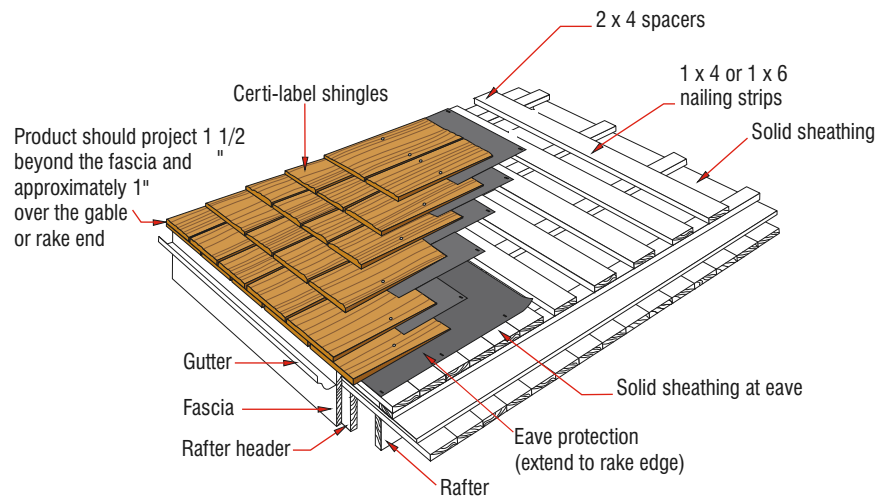 2 x 4 spacers
1 x 4 or 1 x 6
nailing strips
Certi-label shingles
Solid sheathing
Product should project 1 1/2
beyond the fascia and "
approximately 1"
over the gable
or rake end
Gutter
Solid sheathing at eave
Fascia
Eave protection
(extend to rake edge)
Rafter header
Rafter